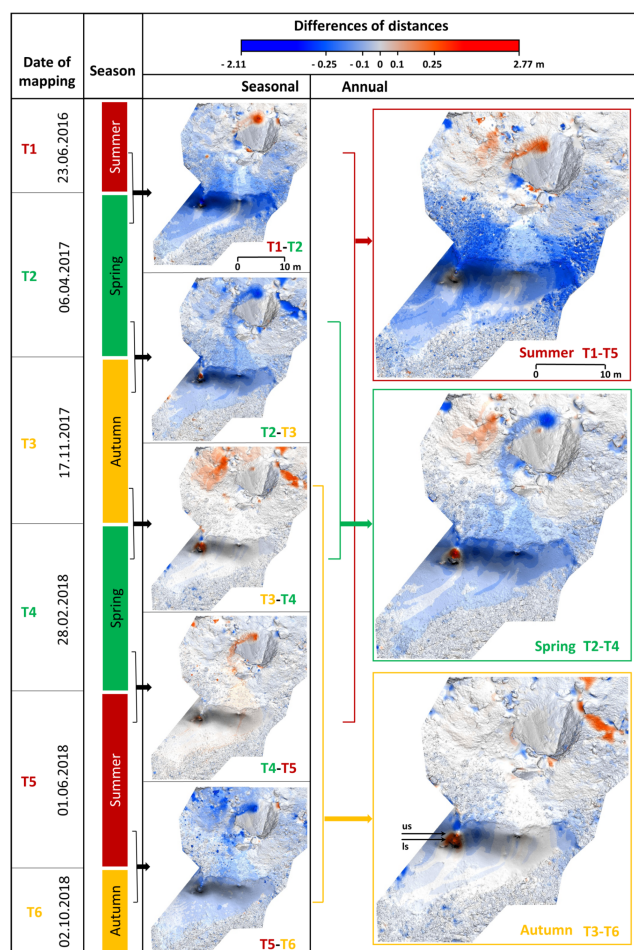 Differences of distances
- 2.11 - 0.25 - 0.1 0 0.1 0.25 2.77 m
Date of
mapping
Season
Seasonal
Annual
T1
23.06.2016
Summer
T2
06.04.2017
Spring
T3
17.11.2017
Autumn
T4
28.02.2018
Spring
T5
01.06.2018
Summer
T6
02.10.2018
Autumn
T1-T2
0 10 m
T2-T3
T3-T4
T4-T5
T5-T6
Summer T1-T5
0 10 m
Spring T2-T4
us
ls
Autumn T3-T6